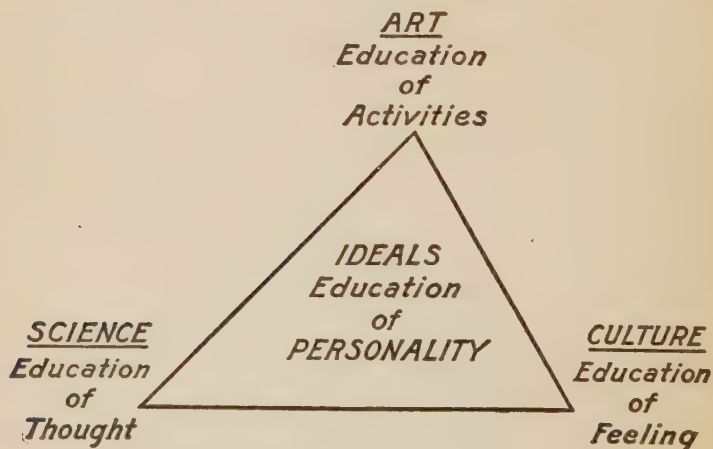 ART
Education
of
Activities
IDEALS
Education
of
PERSONALITY
SCIENCE
Education
of
Thought
CULTURE
Education
of
Feeling